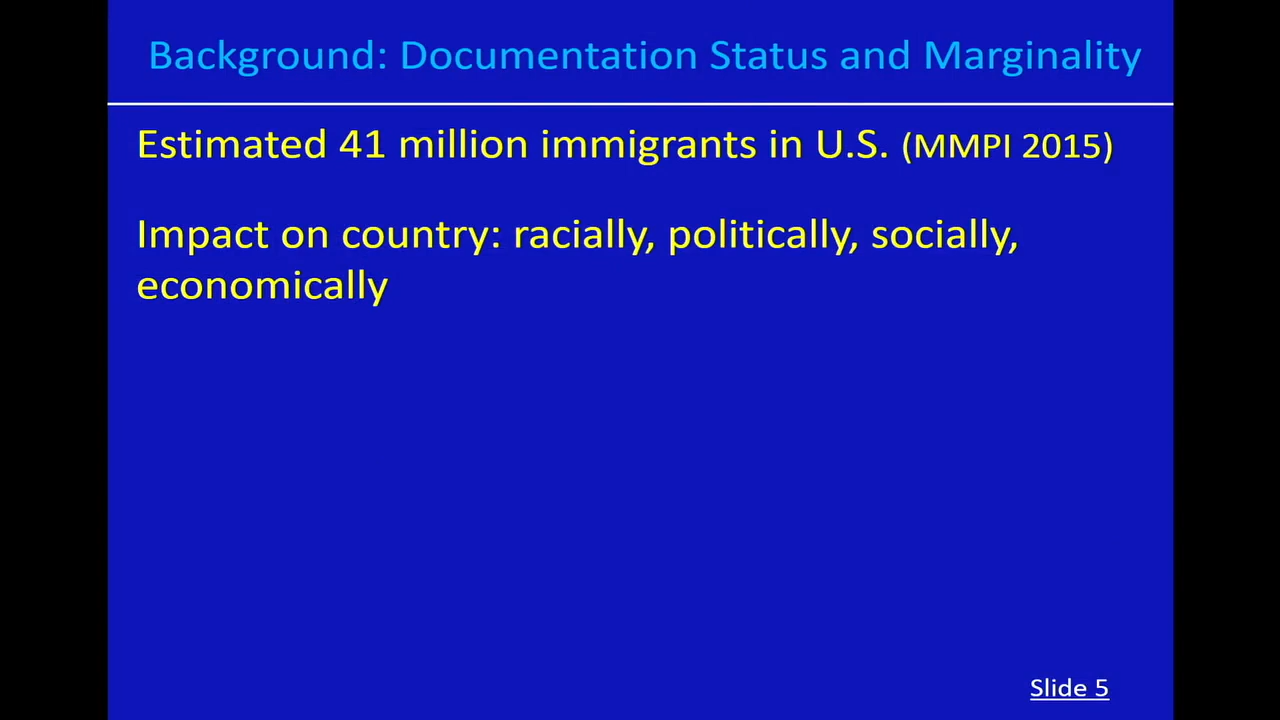 Background: Documentation Status and Marginality
Estimated 41 million immigrants in U.S. (MMPI 2015)
Impact on country: racially, politically, socially,
economically
Slide 5